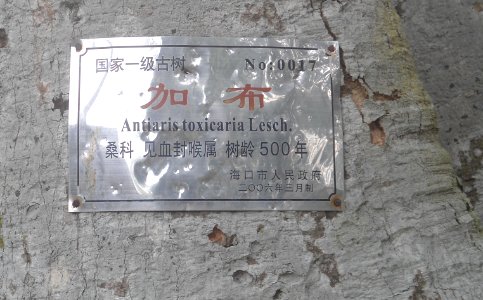 国家一级古树 No:0017
加布
Antiaris toxicaria Lesch.
桑科 见血封喉属 树龄500年
海口市人民政府
二〇〇六年三月制